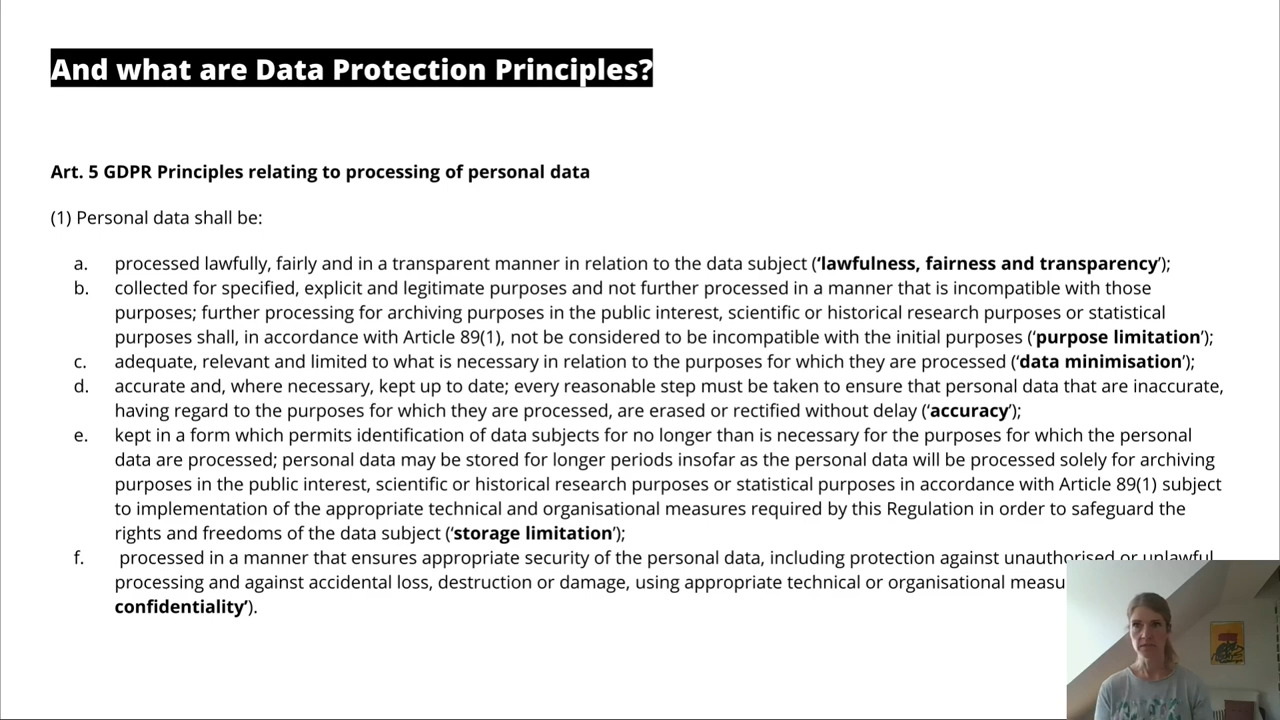 And what are Data Protection Principles?
Art. 5 GDPR Principles relating to processing of personal data
(1) Personal data shall be:
a. processed lawfully, fairly and in a transparent manner in relation to the data subject (‘lawfulness, fairness and transparency’);
b. collected for specified, explicit and legitimate purposes and not further processed in a manner that is incompatible with those
purposes; further processing for archiving purposes in the public interest, scientific or historical research purposes or statistical
purposes shall, in accordance with Article 89(1), not be considered to be incompatible with the initial purposes (‘purpose limitation’);
c. adequate, relevant and limited to what is necessary in relation to the purposes for which they are processed (‘data minimisation’);
d. accurate and, where necessary, kept up to date; every reasonable step must be taken to ensure that personal data that are inaccurate,
having regard to the purposes for which they are processed, are erased or rectified without delay (‘accuracy’);
e. kept in a form which permits identification of data subjects for no longer than is necessary for the purposes for which the personal
data are processed; personal data may be stored for longer periods insofar as the personal data will be processed solely for archiving
purposes in the public interest, scientific or historical research purposes or statistical purposes in accordance with Article 89(1) subject
to implementation of the appropriate technical and organisational measures required by this Regulation in order to safeguard the
rights and freedoms of the data subject (‘storage limitation’);
f. processed in a manner that ensures appropriate security of the personal data, including protection against unauthorised or unlawful
processing and against accidental loss, destruction or damage, using appropriate technical or organisational
confidentiality’).